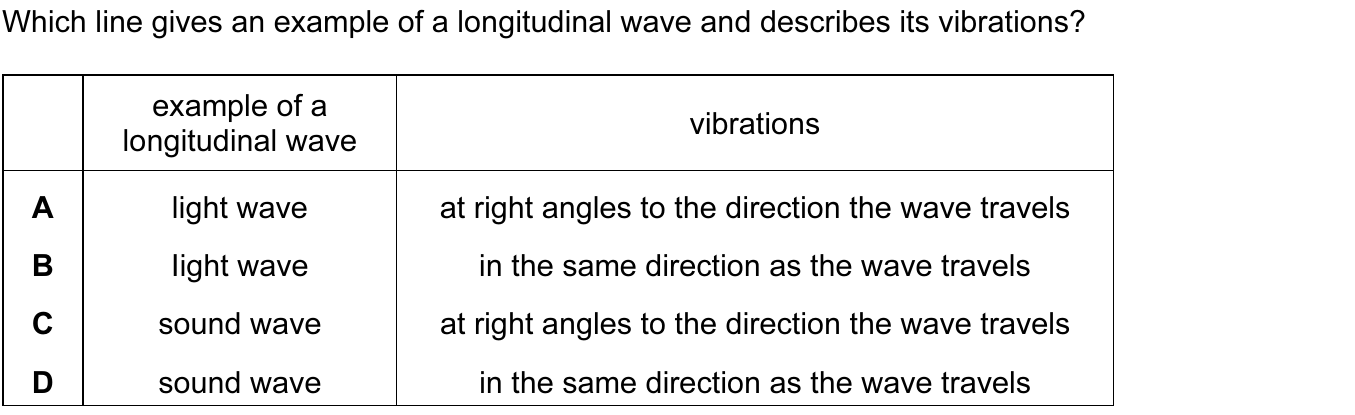 Which line gives an example of a longitudinal wave and describes its vibrations?
example of a
longitudinal wave
vibrations
A light wave at right angles to the direction the wave travels
B light wave in the same direction as the wave travels
C sound wave at right angles to the direction the wave travels
D sound wave in the same direction as the wave travels